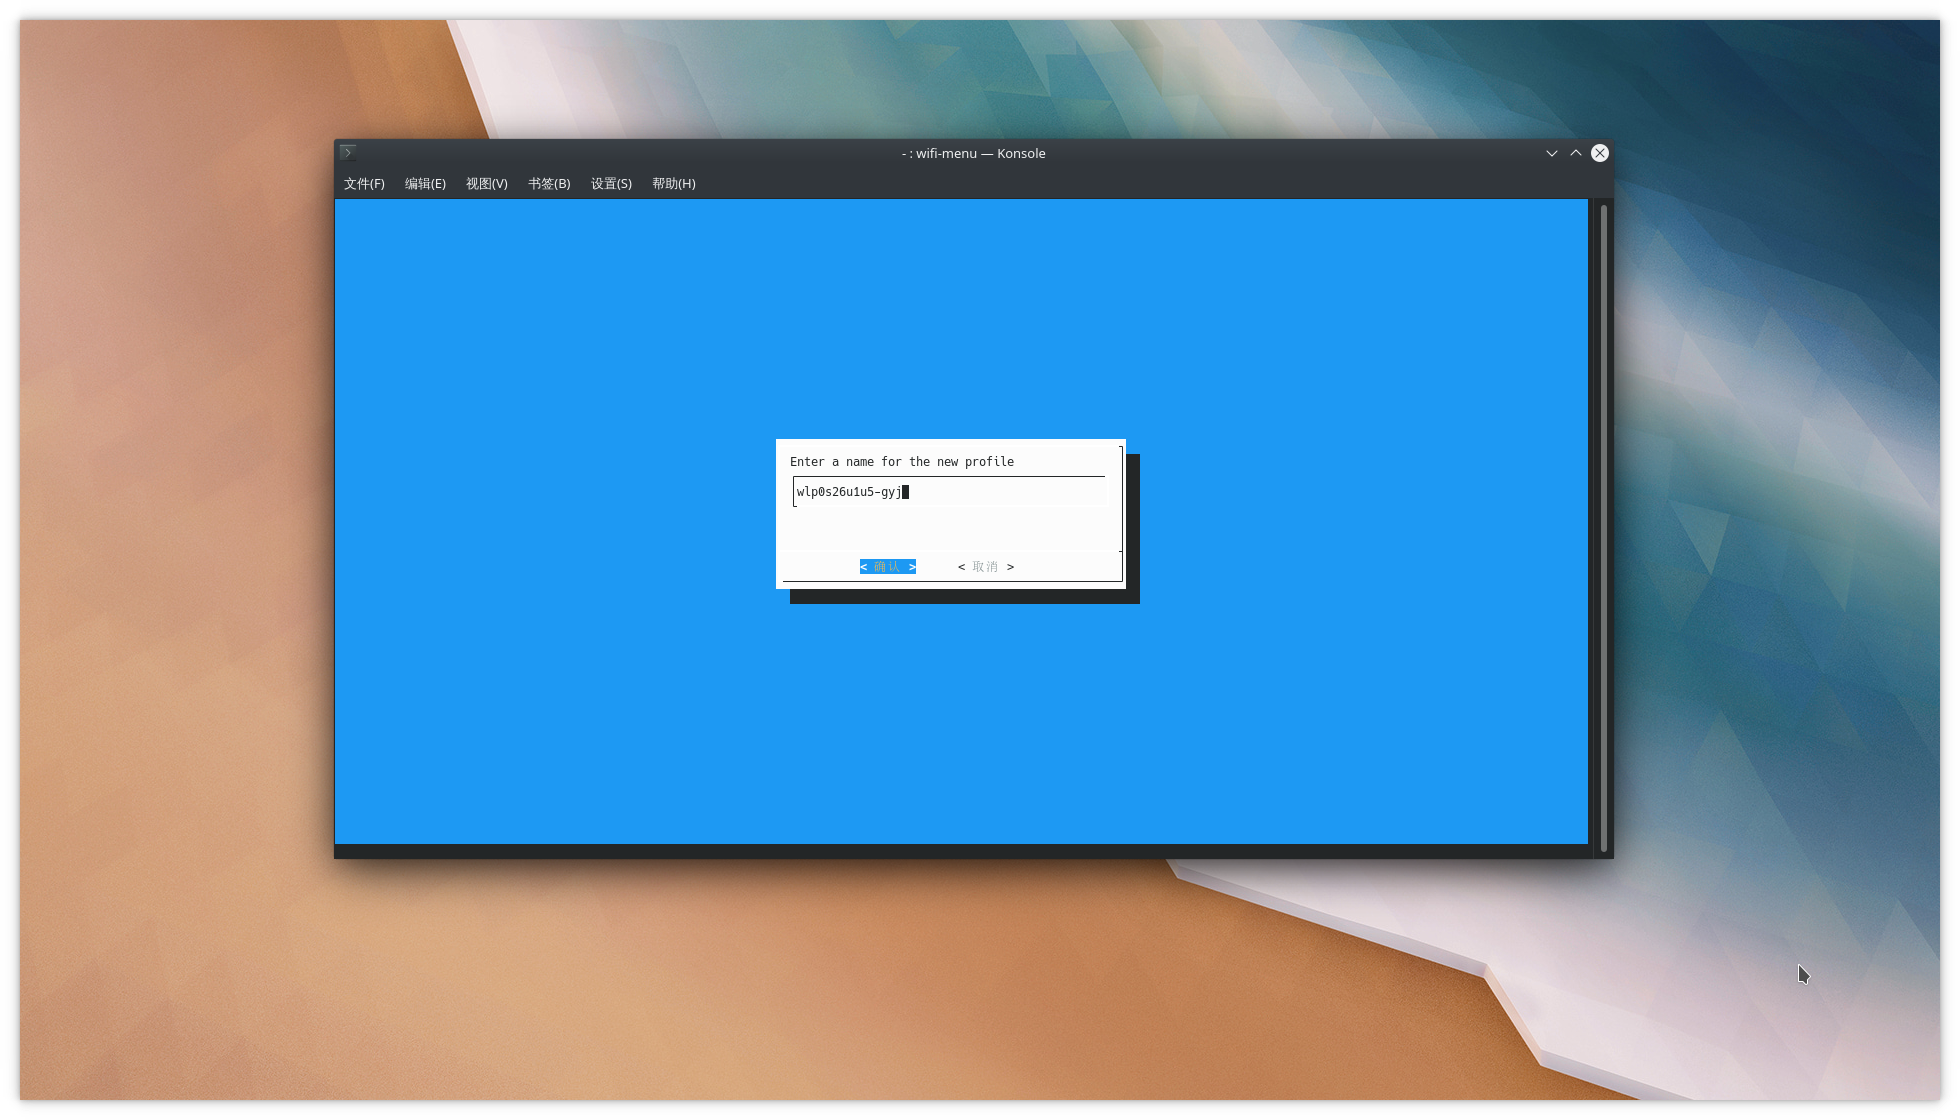 - : wifi-menu — Konsole
文件(F) 编辑(E) 视图(V) 书签(B) 设置(S) 帮助(H)
Enter a name for the new profile
wlp0s26u1u5-gyj
< 确认 > < 取消 >